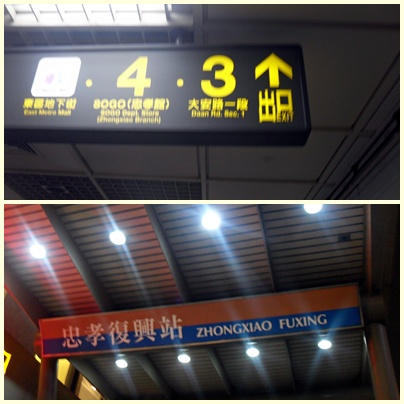 · 4 · 3 ↑
東區地下街 SOGO(忠孝館) 大安路一段 出口
East Metro Mall SOGO Dept. Store Daan Rd. Sec. 1 EXIT
(Zhongxiao Branch)
忠孝復興站 ZHONGXIAO FUXING